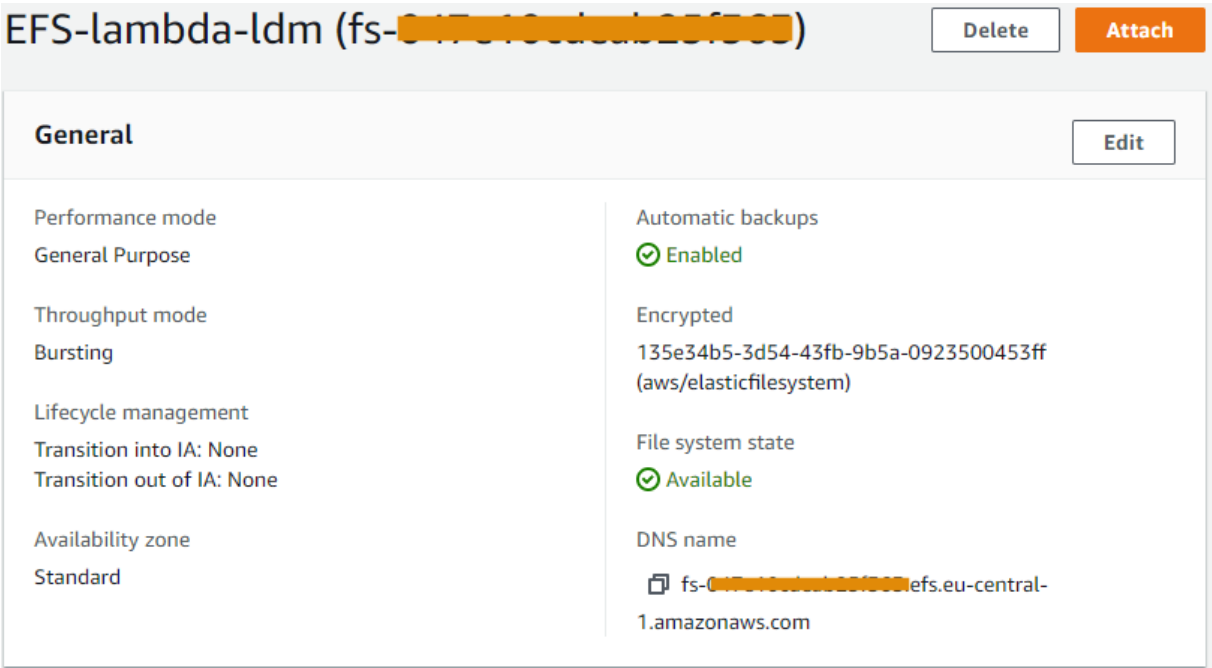 EFS-lambda-ldm (fs-)
Delete
Attach
General
Edit
Performance mode
General Purpose
Throughput mode
Bursting
Lifecycle management
Transition into IA: None
Transition out of IA: None
Availability zone
Standard
Automatic backups
Enabled
Encrypted
135e34b5-3d54-43fb-9b5a-0923500453ff
(aws/elasticfilesystem)
File system state
Available
DNS name
fs-efs.eu-central-
1.amazonaws.com